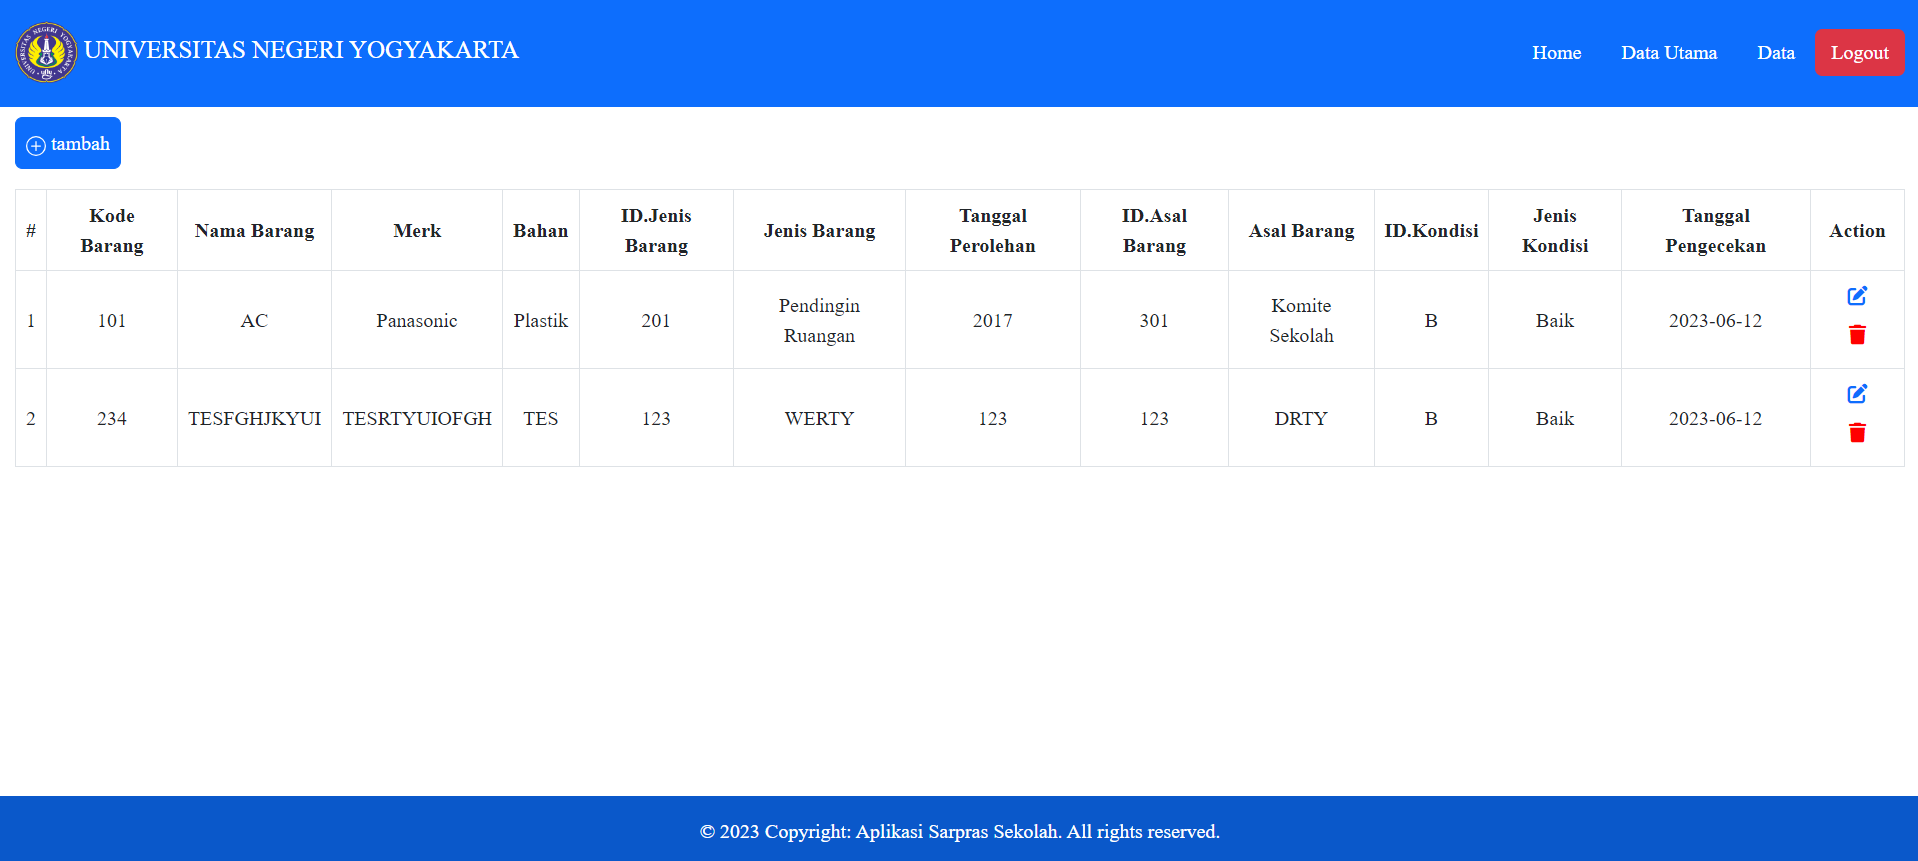 UNIVERSITAS NEGERI YOGYAKARTA
Home Data Utama Data Logout
tambah
# Kode Barang Nama Barang Merk Bahan ID.Jenis Barang Jenis Barang Tanggal Perolehan ID.Asal Barang Asal Barang ID.Kondisi Jenis Kondisi Tanggal Pengecekan Action
1 101 AC Panasonic Plastik 201 Pendingin Ruangan 2017 301 Komite Sekolah B Baik 2023-06-12
2 234 TESFGHJKYUI TESRTYUIOFGH TES 123 WERTY 123 123 DRTY B Baik 2023-06-12
© 2023 Copyright: Aplikasi Sarpras Sekolah. All rights reserved.